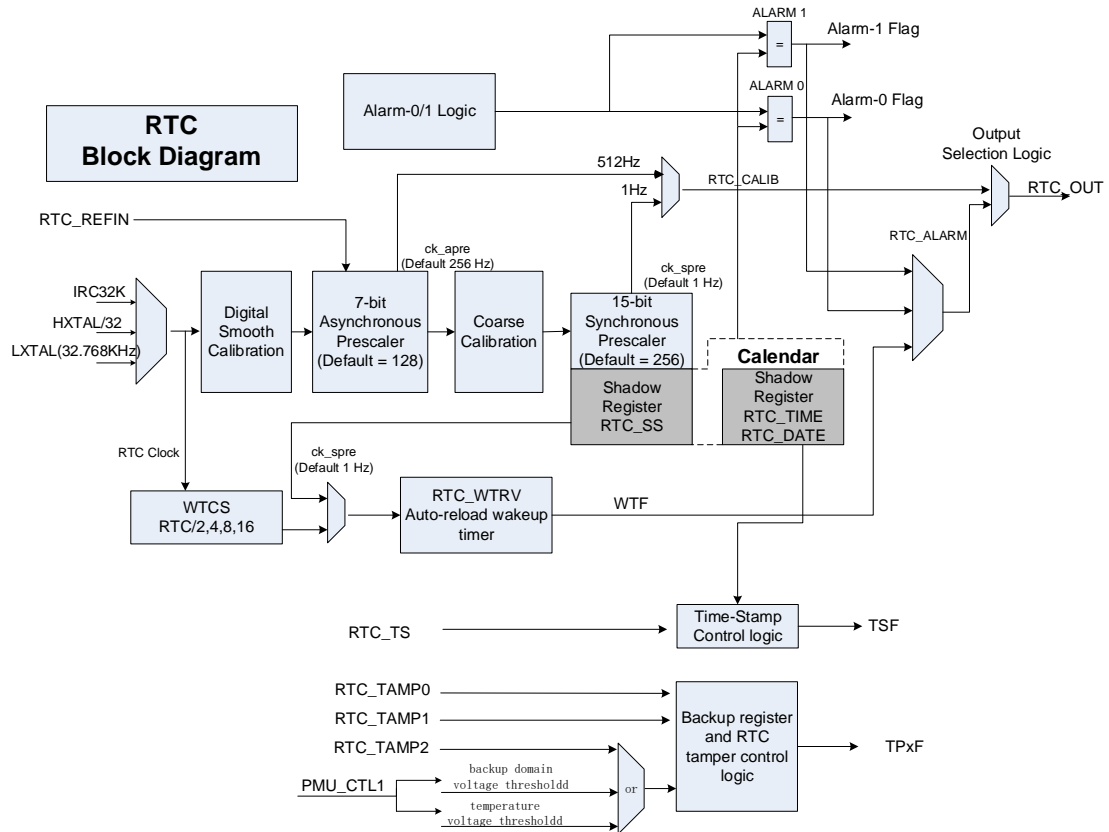 ALARM 1
Alarm-1 Flag
=
ALARM 0
Alarm-0 Flag
=
Alarm-0/1 Logic
RTC
Block Diagram
Output
Selection Logic
512Hz
1Hz
RTC_CALIB
RTC_OUT
RTC_REFIN
RTC_ALARM
ck_apre
(Default 256 Hz)
ck_spre
(Default 1 Hz)
IRC32K
HXTAL/32
LXTAL(32.768KHz)
Digital
Smooth
Calibration
7-bit
Asynchronous
Prescaler
(Default = 128)
Coarse
Calibration
15-bit
Synchronous
Prescaler
(Default = 256)
Calendar
Shadow
Register
RTC_SS
Shadow
Register
RTC_TIME
RTC_DATE
RTC Clock
ck_spre
(Default 1 Hz)
WTCS
RTC/2,4,8,16
RTC_WTRV
Auto-reload wakeup
timer
WTF
RTC_TS
Time-Stamp
Control logic
TSF
RTC_TAMP0
RTC_TAMP1
RTC_TAMP2
Backup register
and RTC
tamper control
logic
TPxF
PMU_CTL1
backup domain
voltage thresholdd
temperature
voltage thresholdd
or